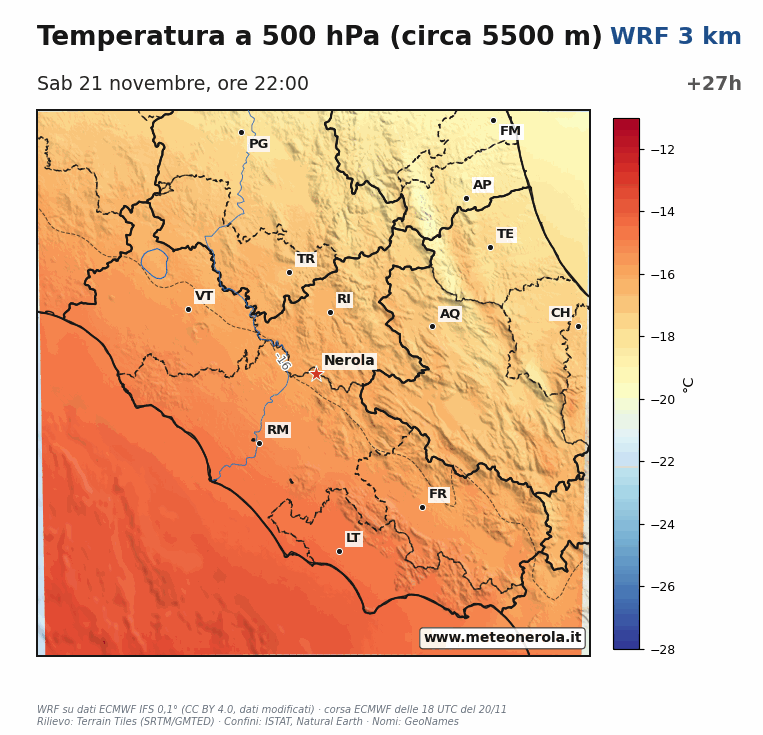 Temperatura a 500 hPa (circa 5500 m) WRF 3 km
Sab 21 novembre, ore 22:00 +27h
FM
PG
AP
TE
TR
VT
RI
AQ
CH
Nerola
-16
RM
FR
LT
www.meteonerola.it
−12
−14
−16
−18
−20
−22
−24
−26
−28
°C
WRF su dati ECMWF IFS 0,1° (CC BY 4.0, dati modificati) · corsa ECMWF delle 18 UTC del 20/11
Rilievo: Terrain Tiles (SRTM/GMTED) · Confini: ISTAT, Natural Earth · Nomi: GeoNames